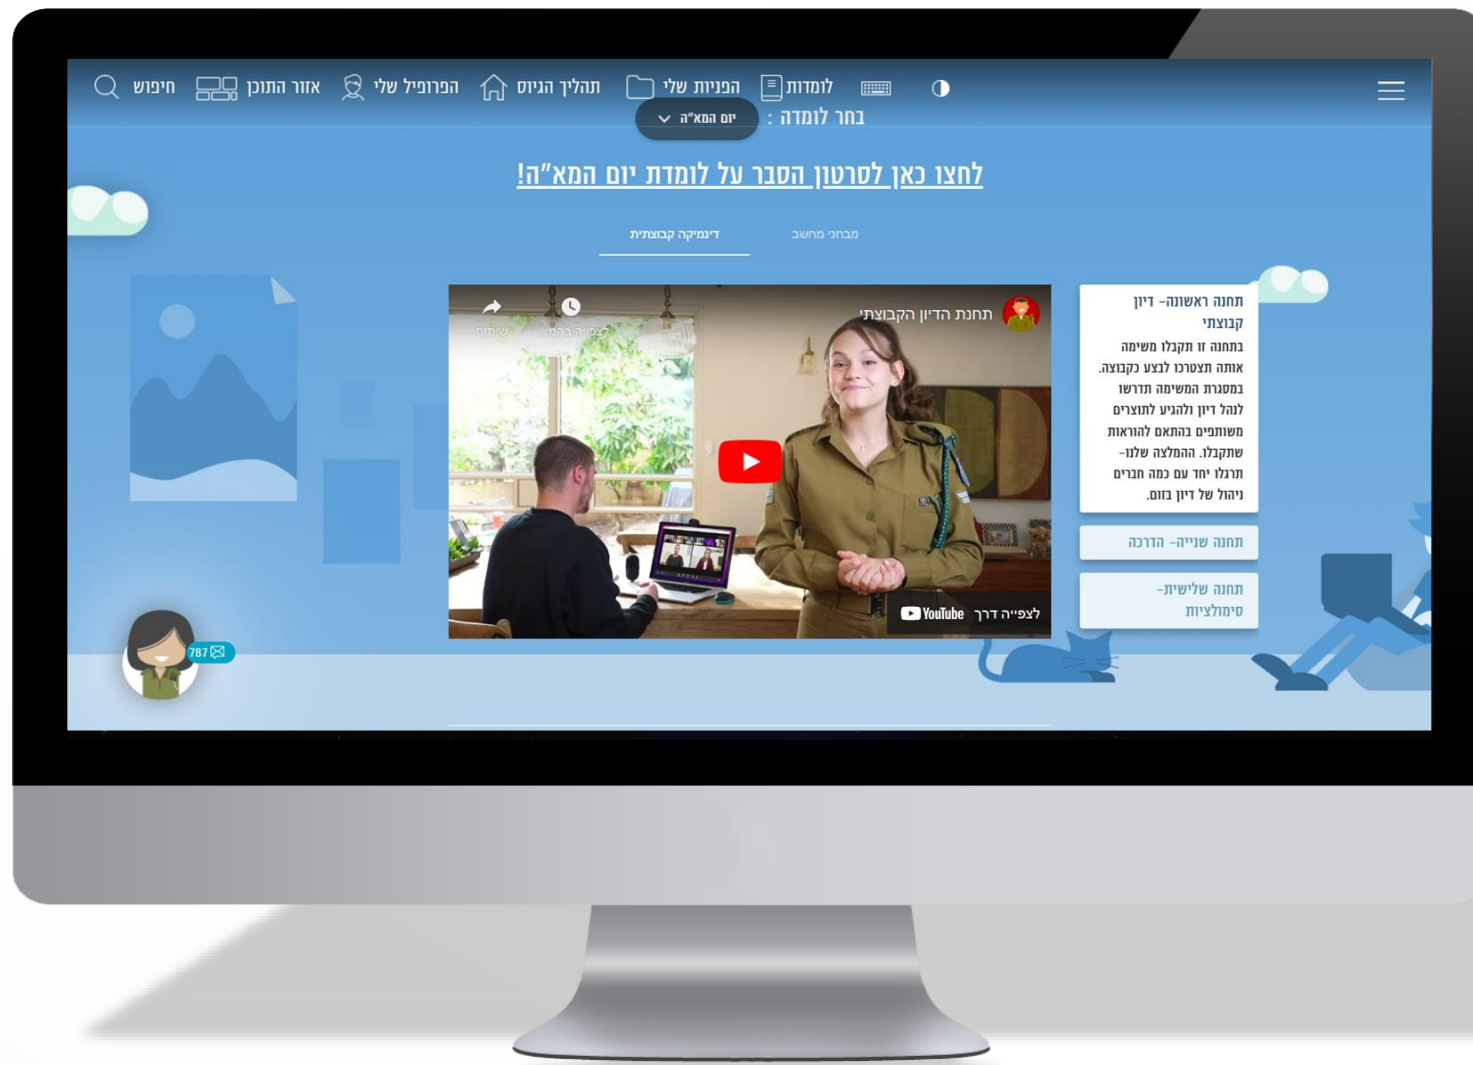 לומדות
הפניות שלי
תהליך הגיוס
הפרופיל שלי
אזור התוכן
חיפוש
בחר לומדה :
יום המא"ה
לחצו כאן לסרטון הסבר על לומדת יום המא"ה!
מבחני מחשב
דינמיקה קבוצתית
תחנה ראשונה- דיון
קבוצתי
בתחנה זו תקבלו משימה
אותה תצטרכו לבצע כקבוצה.
במסגרת המשימה תדרשו
לנהל דיון ולהגיע לתוצרים
משותפים בהתאם להוראות
שתקבלו. ההמלצה שלנו-
תרגלו יחד עם כמה חברים
ניהול של דיון בזום.
תחנה שנייה- הדרכה
תחנה שלישית-
סימולציות
תחנת הדיון הקבוצתי
לצפייה בהמ...
שיתוף
לצפייה דרך YouTube
787